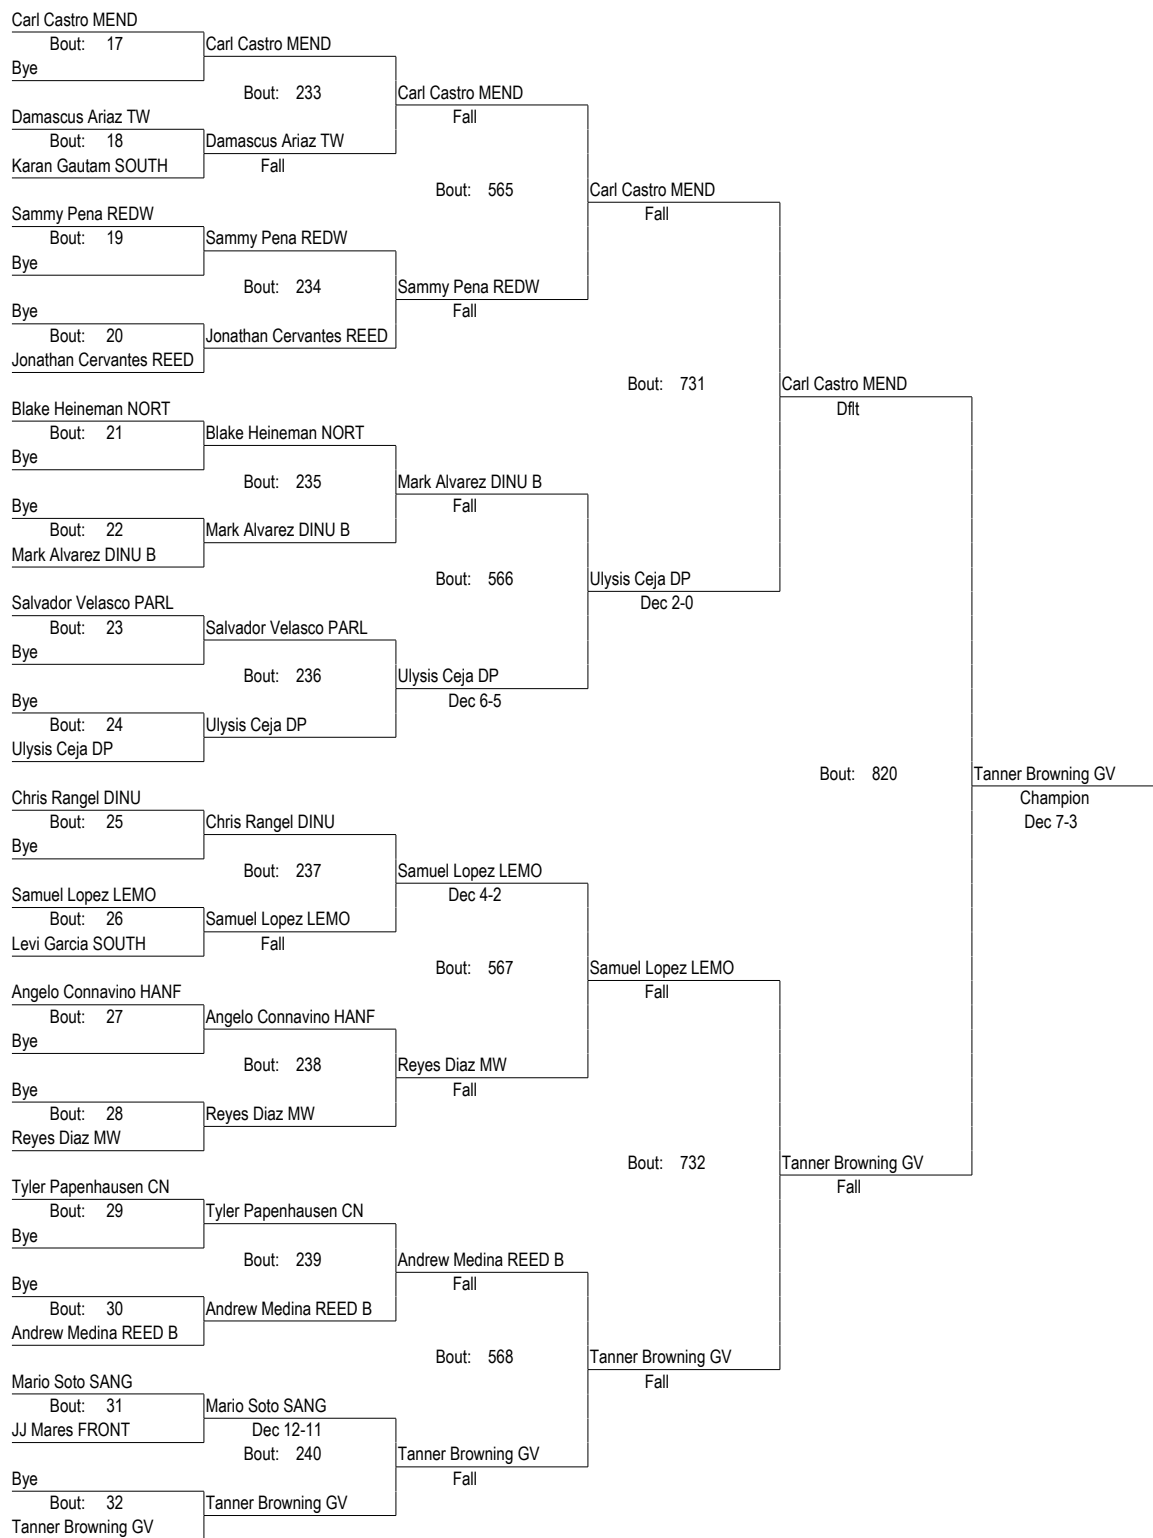 Carl Castro MEND
Bout: 17
Carl Castro MEND
Bye
Bout: 233
Carl Castro MEND
Fall
Damascus Ariaz TW
Bout: 18
Damascus Ariaz TW
Karan Gautam SOUTH
Fall
Bout: 565
Carl Castro MEND
Fall
Sammy Pena REDW
Bout: 19
Sammy Pena REDW
Bye
Bout: 234
Sammy Pena REDW
Fall
Bye
Bout: 20
Jonathan Cervantes REED
Jonathan Cervantes REED
Bout: 731
Carl Castro MEND
Dflt
Blake Heineman NORT
Bout: 21
Blake Heineman NORT
Bye
Bout: 235
Mark Alvarez DINU B
Fall
Bye
Bout: 22
Mark Alvarez DINU B
Mark Alvarez DINU B
Bout: 566
Ulysis Ceja DP
Dec 2-0
Salvador Velasco PARL
Bout: 23
Salvador Velasco PARL
Bye
Bout: 236
Ulysis Ceja DP
Dec 6-5
Bye
Bout: 24
Ulysis Ceja DP
Ulysis Ceja DP
Bout: 820
Tanner Browning GV
Champion
Dec 7-3
Chris Rangel DINU
Bout: 25
Chris Rangel DINU
Bye
Bout: 237
Samuel Lopez LEMO
Dec 4-2
Samuel Lopez LEMO
Bout: 26
Samuel Lopez LEMO
Levi Garcia SOUTH
Fall
Bout: 567
Samuel Lopez LEMO
Fall
Angelo Connavino HANF
Bout: 27
Angelo Connavino HANF
Bye
Bout: 238
Reyes Diaz MW
Fall
Bye
Bout: 28
Reyes Diaz MW
Reyes Diaz MW
Bout: 732
Tanner Browning GV
Fall
Tyler Papenhausen CN
Bout: 29
Tyler Papenhausen CN
Bye
Bout: 239
Andrew Medina REED B
Fall
Bye
Bout: 30
Andrew Medina REED B
Andrew Medina REED B
Bout: 568
Tanner Browning GV
Fall
Mario Soto SANG
Bout: 31
Mario Soto SANG
JJ Mares FRONT
Dec 12-11
Bout: 240
Tanner Browning GV
Fall
Bye
Bout: 32
Tanner Browning GV
Tanner Browning GV